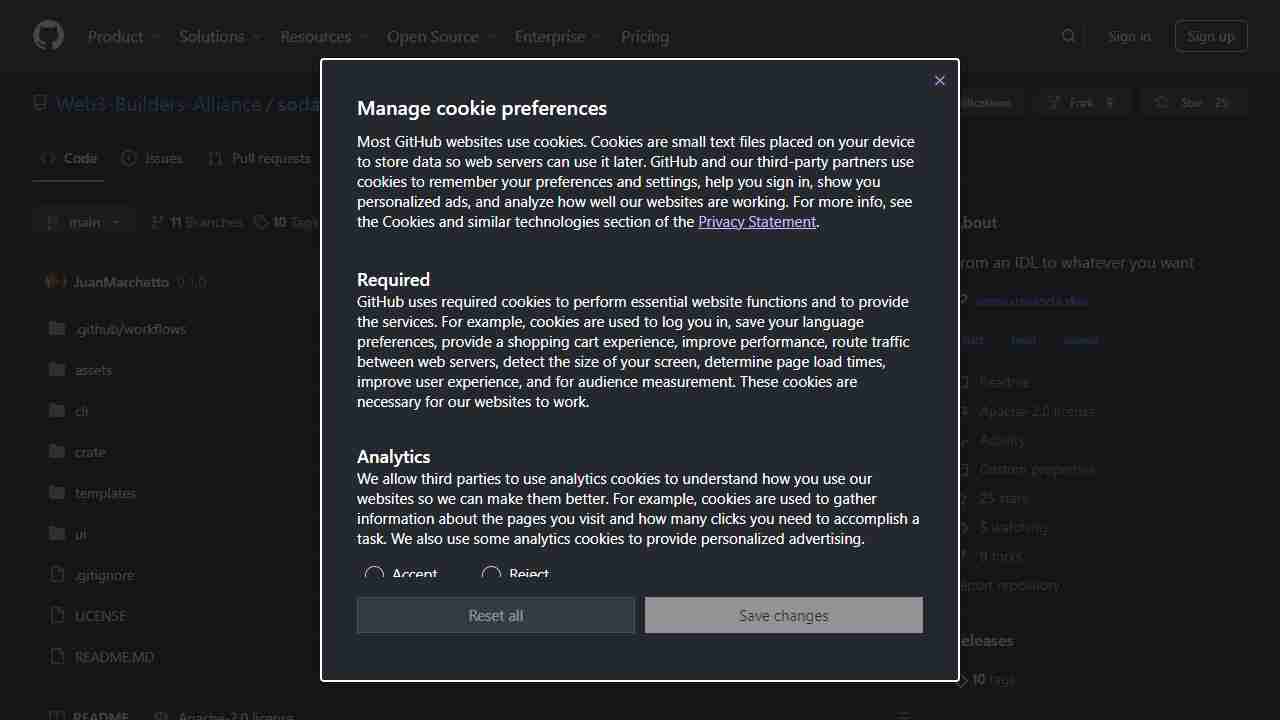 Product
Solutions
Resources
Open Source
Enterprise
Pricing
Sign in
Sign up
Web3-Builders-Alliance / soda
Fork 9
Star 25
Code
Issues
Pull requests
main
11 Branches
10 Tags
JuanMarchetto 0.1.0
.github/workflows
assets
cli
crate
templates
ui
.gitignore
LICENSE
README.MD
README
Apache-2.0 license
Manage cookie preferences
Most GitHub websites use cookies. Cookies are small text files placed on your device
to store data so web servers can use it later. GitHub and our third-party partners use
cookies to remember your preferences and settings, help you sign in, show you
personalized ads, and analyze how well our websites are working. For more info, see
the Cookies and similar technologies section of the Privacy Statement.
Required
GitHub uses required cookies to perform essential website functions and to provide
the services. For example, cookies are used to log you in, save your language
preferences, provide a shopping cart experience, improve performance, route traffic
between web servers, detect the size of your screen, determine page load times,
improve user experience, and for audience measurement. These cookies are
necessary for our websites to work.
Analytics
We allow third parties to use analytics cookies to understand how you use our
websites so we can make them better. For example, cookies are used to gather
information about the pages you visit and how many clicks you need to accomplish a
task. We also use some analytics cookies to provide personalized advertising.
Accept
Reject
Reset all
Save changes
bout
rom an IDL to whatever you want
Readme
Apache-2.0 license
Activity
Custom properties
25 stars
5 watching
9 forks
eport repository
eleases
10 tags